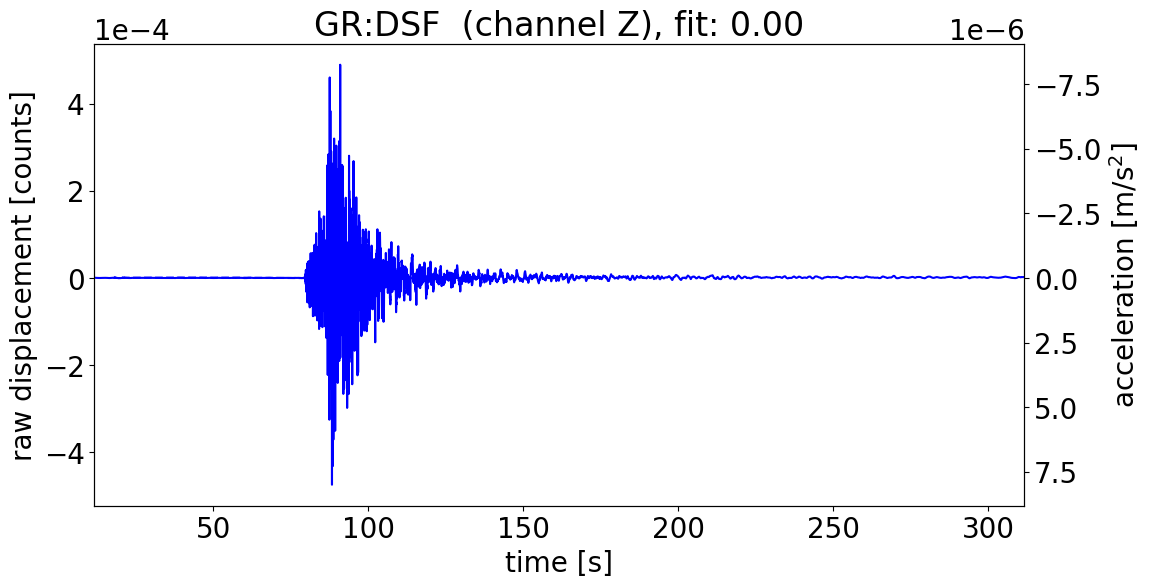 GR:DSF  (channel Z), fit: 0.00
1e−4
1e−6
raw displacement [counts]
4
2
0
−2
−4
−7.5
−5.0
−2.5
0.0
2.5
5.0
7.5
acceleration [m/s²]
50 100 150 200 250 300
time [s]